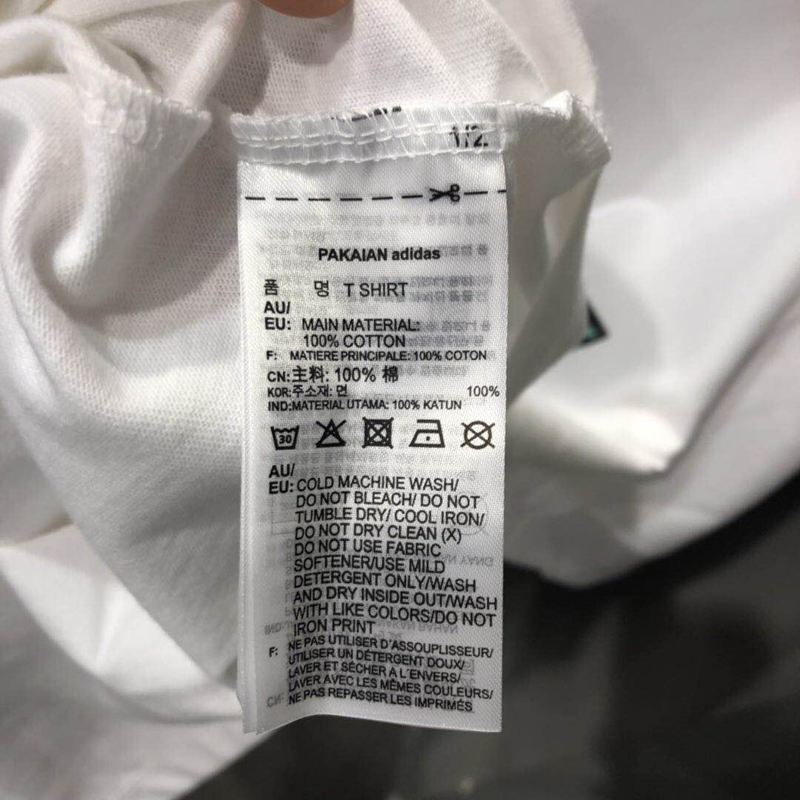 1/2
PAKAIAN adidas
품 명 T SHIRT
AU/
EU: MAIN MATERIAL:
100% COTTON
F: MATIERE PRINCIPALE: 100% COTON
CN:主料: 100% 棉
KOR:주소재: 면 100%
IND:MATERIAL UTAMA: 100% KATUN
30
AU/
EU: COLD MACHINE WASH/
DO NOT BLEACH/ DO NOT
TUMBLE DRY/ COOL IRON/
DO NOT DRY CLEAN (X)
DO NOT USE FABRIC
SOFTENER/USE MILD
DETERGENT ONLY/WASH
AND DRY INSIDE OUT/WASH
WITH LIKE COLORS/DO NOT
IRON PRINT
F: NE PAS UTILISER D'ASSOUPLISSEUR/
UTILISER UN DÉTERGENT DOUX/
LAVER ET SÉCHER A L'ENVERS/
LAVER AVEC LES MÊMES COULEURS/
NE PAS REPASSER LES IMPRIMÉS